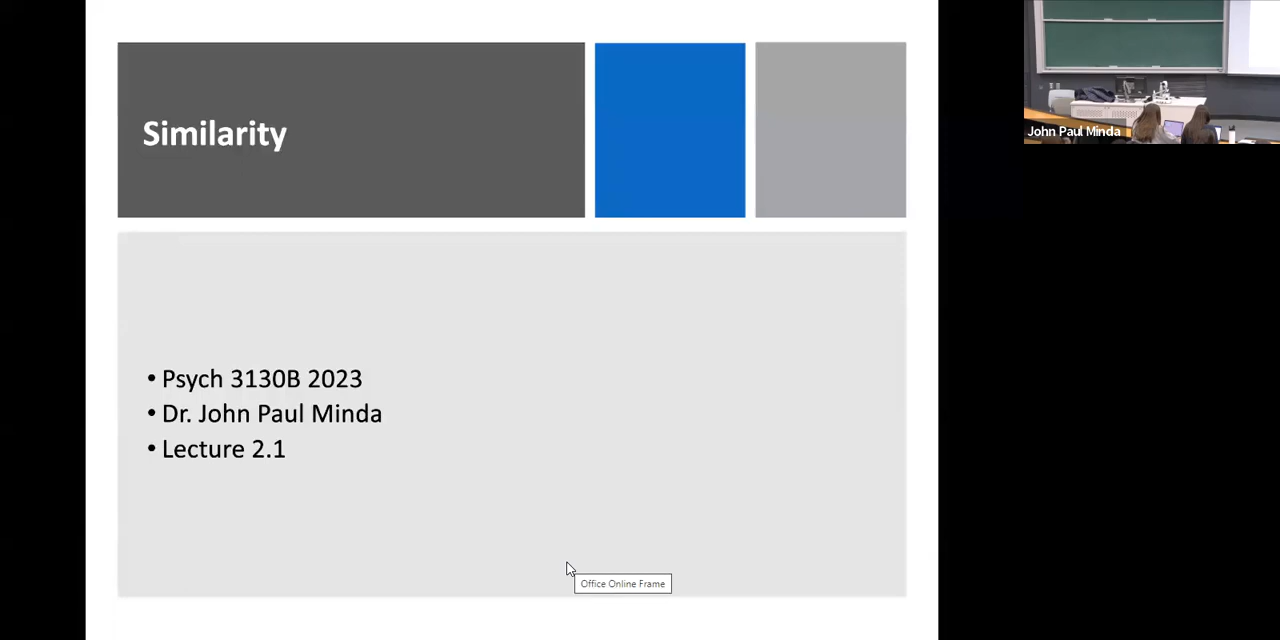 Similarity
John Paul Minda
• Psych 3130B 2023
• Dr. John Paul Minda
• Lecture 2.1
Office Online Frame